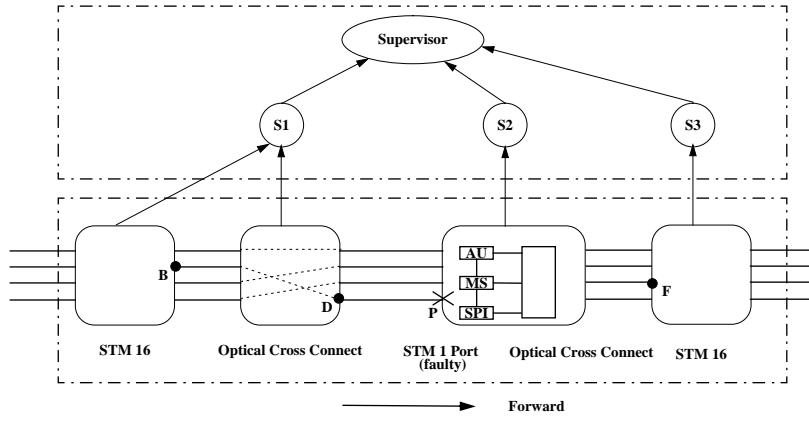 Supervisor
S1
S2
S3
AU
B
MS
F
D
P
SPI
STM 16
Optical Cross Connect
STM 1 Port
(faulty)
Optical Cross Connect
STM 16
Forward